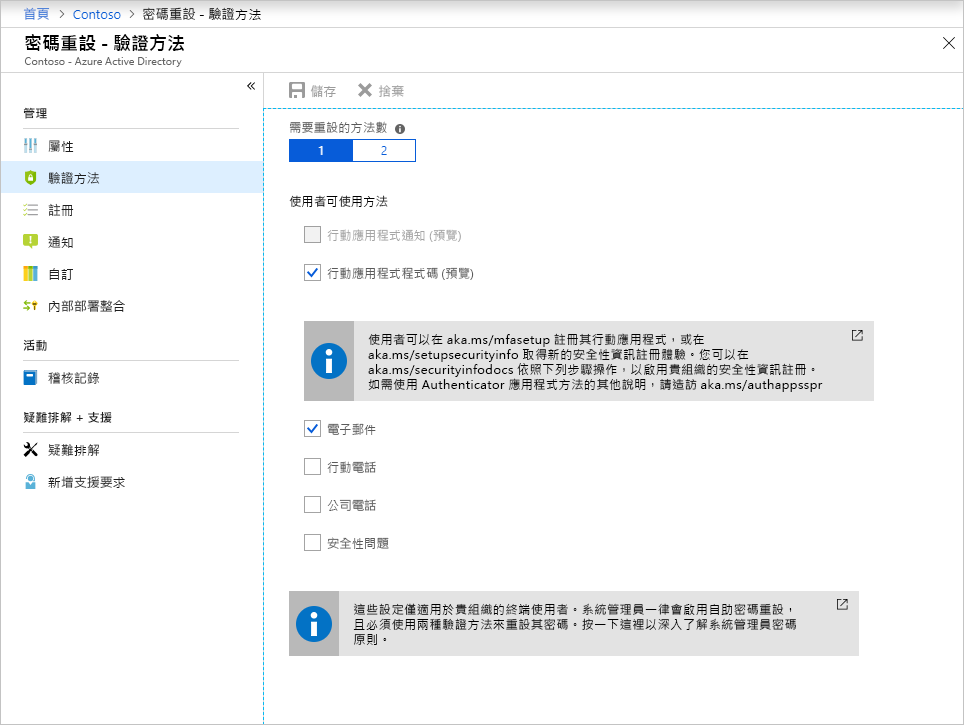 首頁 > Contoso > 密碼重設 - 驗證方法
密碼重設 - 驗證方法
Contoso - Azure Active Directory
«
管理
屬性
驗證方法
註冊
通知
自訂
內部部署整合
活動
稽核記錄
疑難排解 + 支援
疑難排解
新增支援要求
儲存 捨棄
需要重設的方法數
1 2
使用者可使用方法
行動應用程式通知 (預覽)
行動應用程式程式碼 (預覽)
使用者可以在 aka.ms/mfasetup 註冊其行動應用程式，或在
aka.ms/setupsecurityinfo 取得新的安全性資訊註冊體驗。您可以在
aka.ms/securityinfodocs 依照下列步驟操作，以啟用貴組織的安全性資訊註冊。
如需使用 Authenticator 應用程式方法的其他說明，請造訪 aka.ms/authappsspr
電子郵件
行動電話
公司電話
安全性問題
這些設定僅適用於貴組織的終端使用者。系統管理員一律會啟用自助密碼重設，
且必須使用兩種驗證方法來重設其密碼。按一下這裡以深入了解系統管理員密碼
原則。